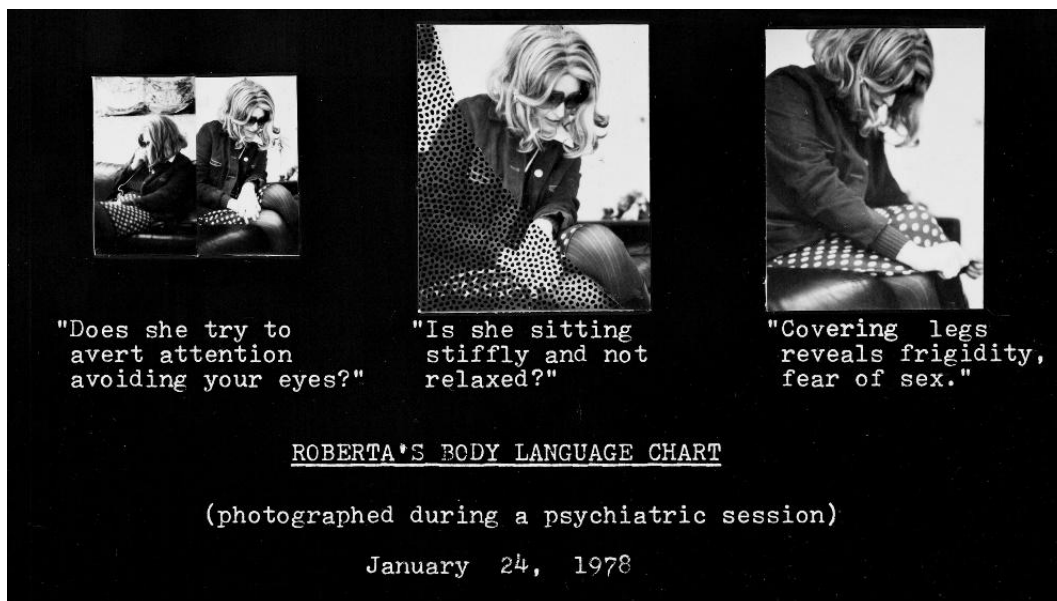 "Does she try to
avert attention
avoiding your eyes?"
"Is she sitting
stiffly and not
relaxed?"
"Covering legs
reveals frigidity,
fear of sex."
ROBERTA'S BODY LANGUAGE CHART
(photographed during a psychiatric session)
January 24, 1978